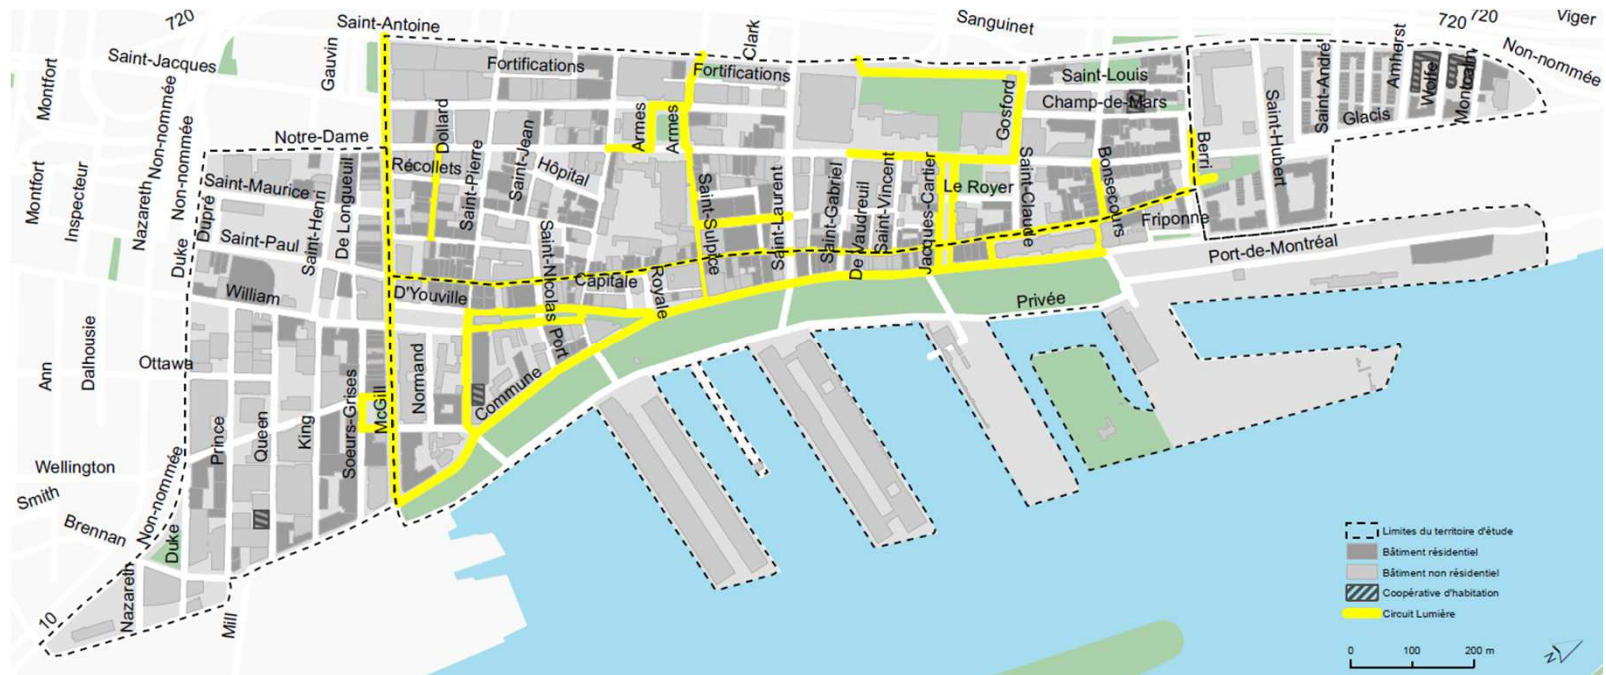 720
Saint-Antoine
Clark
Sanguinet
720
720
Viger
Montfort
Saint-Jacques
Non-nommée
Gauvin
Fortifications
Fortifications
Saint-Louis
Champ-de-Mars
Saint-André
Amherst
Wolfe
Montcalm
Non-nommée
Glacis
Notre-Dame
Non-nommée
Dollard
Récollets
Saint-Pierre
Saint-Jean
Hôpital
Armes
Armes
Gosford
Berri
Saint-Hubert
Montfort
Inspecteur
Nazareth
Duke
Dupré
Saint-Maurice
Saint-Henri
De Longueuil
Saint-Paul
Saint-Nicolas
Saint-Sulpice
Saint-Laurent
Saint-Gabriel
De Vaudreuil
Saint-Vincent
Jacques-Cartier
Le Royer
Saint-Claude
Bonsecours
Friponne
Port-de-Montréal
William
D'Youville
Capitale
Royale
Privée
Port
Ann
Dalhousie
Ottawa
Prince
Queen
King
Soeurs-Grises
McGill
Normand
Commune
Wellington
Smith
Brennan
Non-nommée
Duke
Nazareth
Mill
10
Limites du territoire d'étude
Bâtiment résidentiel
Bâtiment non résidentiel
Coopérative d'habitation
Circuit Lumière
0 100 200 m
N